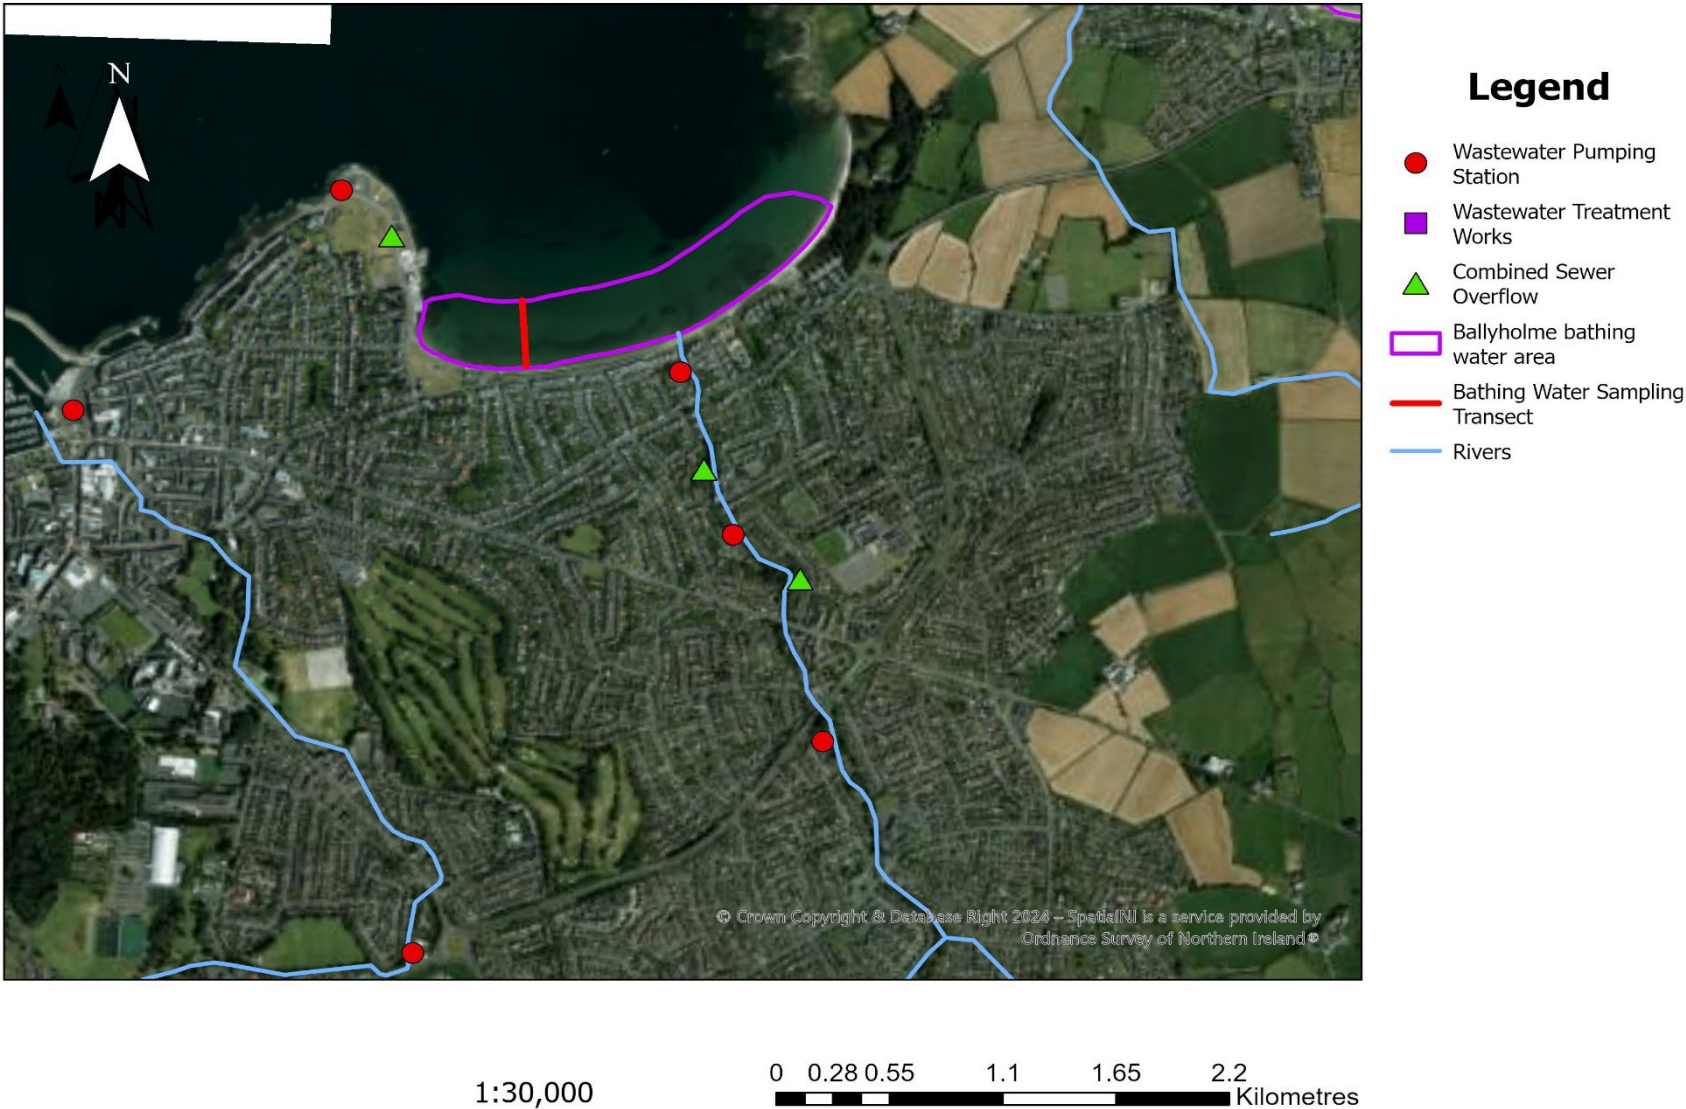 N
N
Legend
Wastewater Pumping
Station
Wastewater Treatment
Works
Combined Sewer
Overflow
Ballyholme bathing
water area
Bathing Water Sampling
Transect
Rivers
© Crown Copyright & Database Right 2024 – SpatialNI is a service provided by
Ordnance Survey of Northern Ireland®
0 0.28 0.55 1.1 1.65 2.2
1:30,000
Kilometres